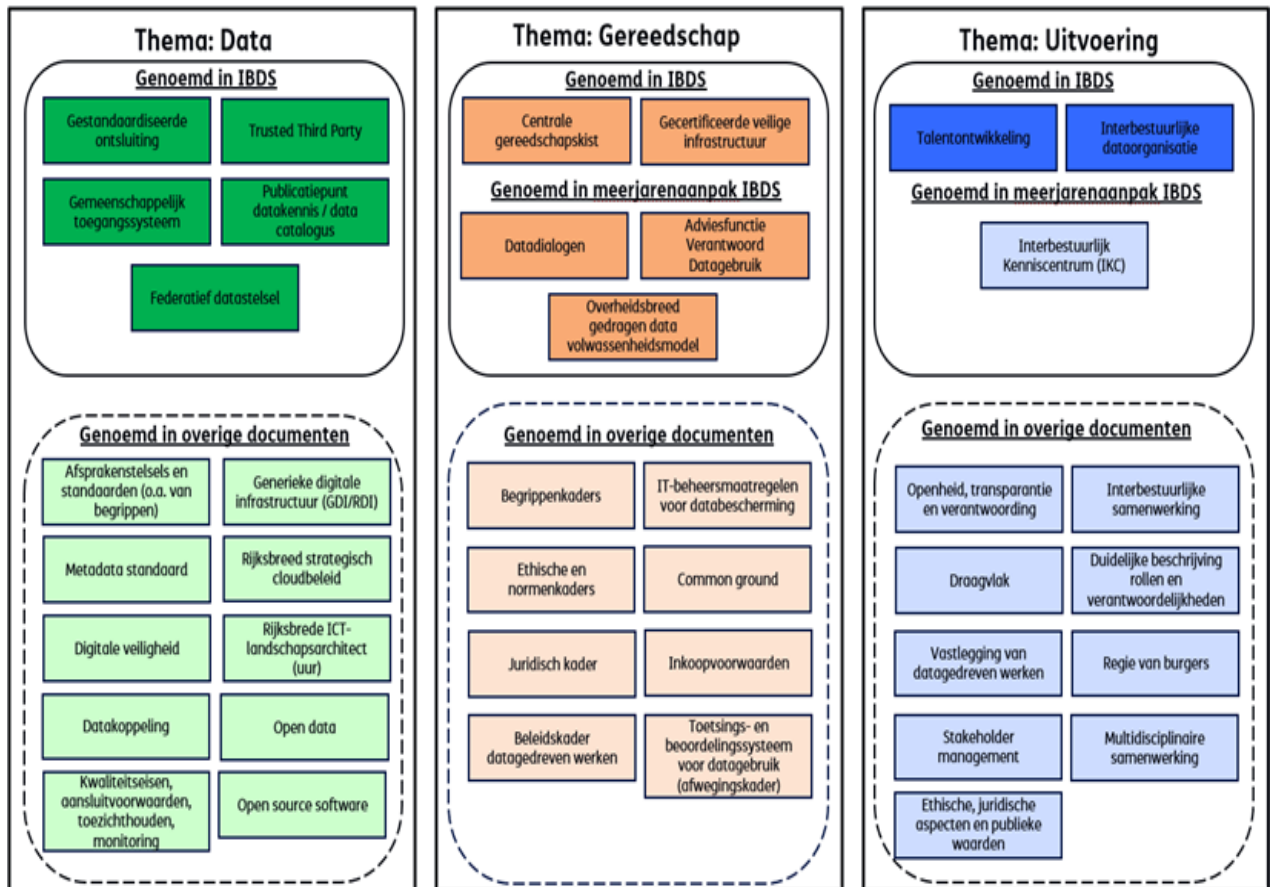 Thema: Data
Genoemd in IBDS
Gestandaardiseerde
ontsluiting
Trusted Third Party
Gemeenschappelijk
toegangssysteem
Publicatiepunt
datakennis / data
catalogus
Federatief datastelsel
Genoemd in overige documenten
Afsprakenstelsels en
standaarden (o.a. van
begrippen)
Generieke digitale
infrastructuur (GDI/RDI)
Metadata standaard
Rijksbreed strategisch
cloudbeleid
Digitale veiligheid
Rijksbrede ICT-
landschapsarchitect
(uur)
Datakoppeling
Open data
Kwaliteitseisen,
aansluitvoorwaarden,
toezichthouden,
monitoring
Open source software
Thema: Gereedschap
Genoemd in IBDS
Centrale
gereedschapskist
Gecertificeerde veilige
infrastructuur
Genoemd in meerjarenaanpak IBDS
Datadialogen
Adviesfunctie
Verantwoord
Datagebruik
Overheidsbreed
gedragen data
volwassenheidsmodel
Genoemd in overige documenten
Begrippenkaders
IT-beheersmaatregelen
voor databescherming
Ethische en
normenkaders
Common ground
Juridisch kader
Inkoopvoorwaarden
Beleidskader
datagedreven werken
Toetsings- en
beoordelingssysteem
voor datagebruik
(afwegingskader)
Thema: Uitvoering
Genoemd in IBDS
Talentontwikkeling
Interbestuurlijke
dataorganisatie
Genoemd in meerjarenaanpak IBDS
Interbestuurlijk
Kenniscentrum (IKC)
Genoemd in overige documenten
Openheid, transparantie
en verantwoording
Interbestuurlijke
samenwerking
Draagvlak
Duidelijke beschrijving
rollen en
verantwoordelijkheden
Vastlegging van
datagedreven werken
Regie van burgers
Stakeholder
management
Multidisciplinaire
samenwerking
Ethische, juridische
aspecten en publieke
waarden